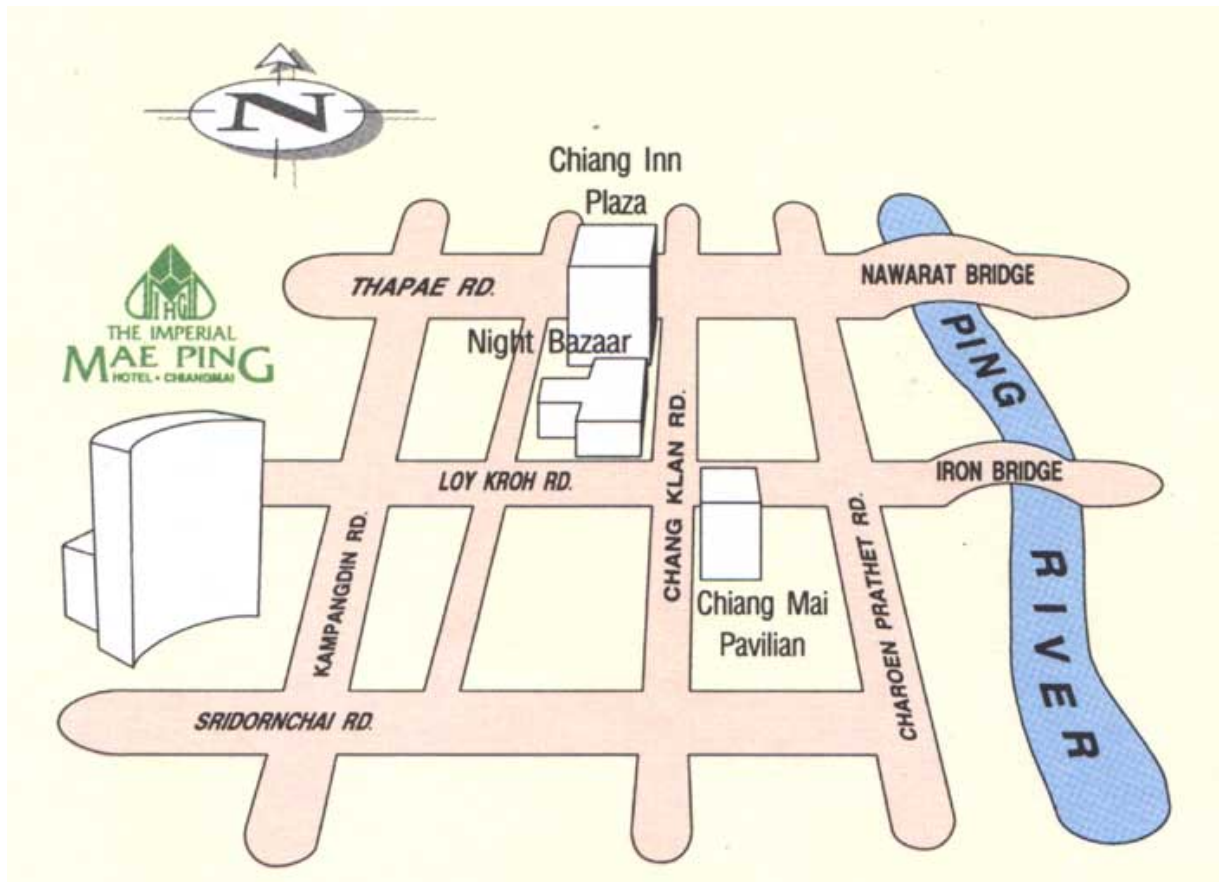 N
Chiang Inn
Plaza
THAPAE RD.
NAWARAT BRIDGE
THE IMPERIAL
MAE PING
HOTEL • CHIANGMAI
Night Bazaar
PING
RIVER
CHANG KLAN RD.
LOY KROH RD.
IRON BRIDGE
KAMPANGDIN RD.
CHAROEN PRATHET RD.
Chiang Mai
Pavilian
SRIDORNCHAI RD.